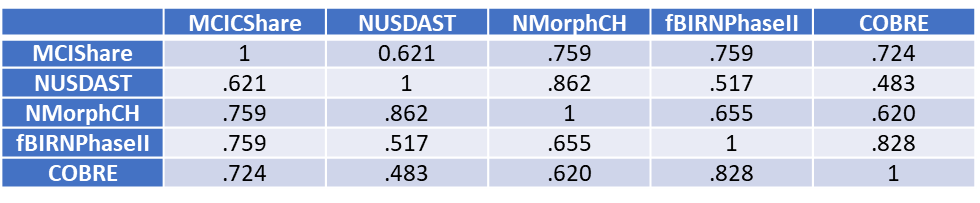 MCICShare NUSDAST NMorphCH fBIRNPhaseII COBRE
MCIShare 1 0.621 .759 .759 .724
NUSDAST .621 1 .862 .517 .483
NMorphCH .759 .862 1 .655 .620
fBIRNPhaseII .759 .517 .655 1 .828
COBRE .724 .483 .620 .828 1